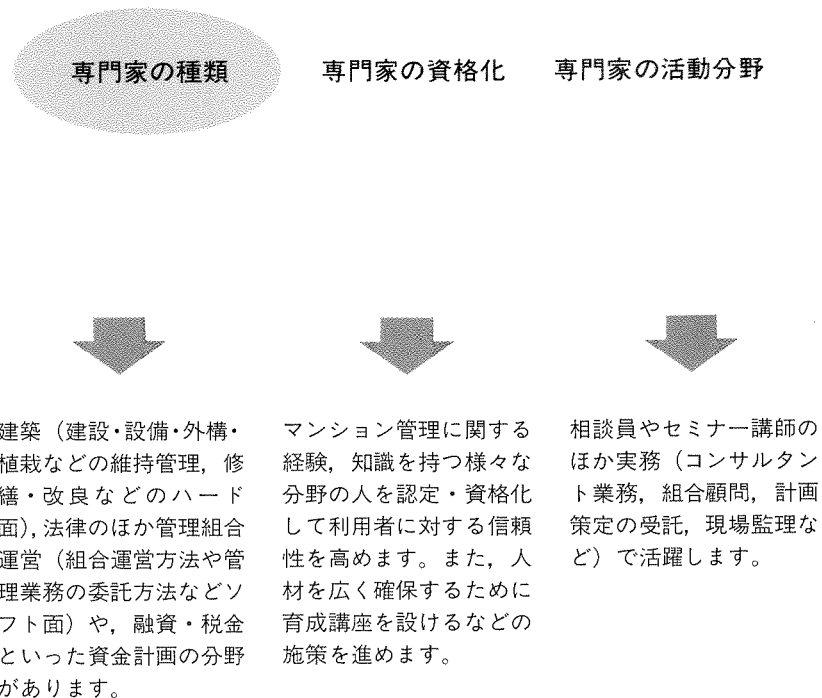 専門家の種類
専門家の資格化
専門家の活動分野
建築（建設・設備・外構・
植栽などの維持管理，修
繕・改良などのハード
面），法律のほか管理組合
運営（組合運営方法や管
理業務の委託方法などソ
フト面）や，融資・税金
といった資金計画の分野
があります。
マンション管理に関する
経験，知識を持つ様々な
分野の人を認定・資格化
して利用者に対する信頼
性を高めます。また，人
材を広く確保するために
育成講座を設けるなどの
施策を進めます。
相談員やセミナー講師の
ほか実務（コンサルタン
ト業務，組合顧問，計画
策定の受託，現場監理な
ど）で活躍します。